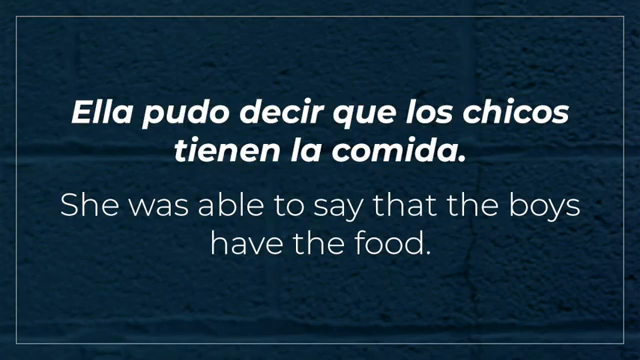 Ella pudo decir que los chicos
tienen la comida.
She was able to say that the boys
have the food.